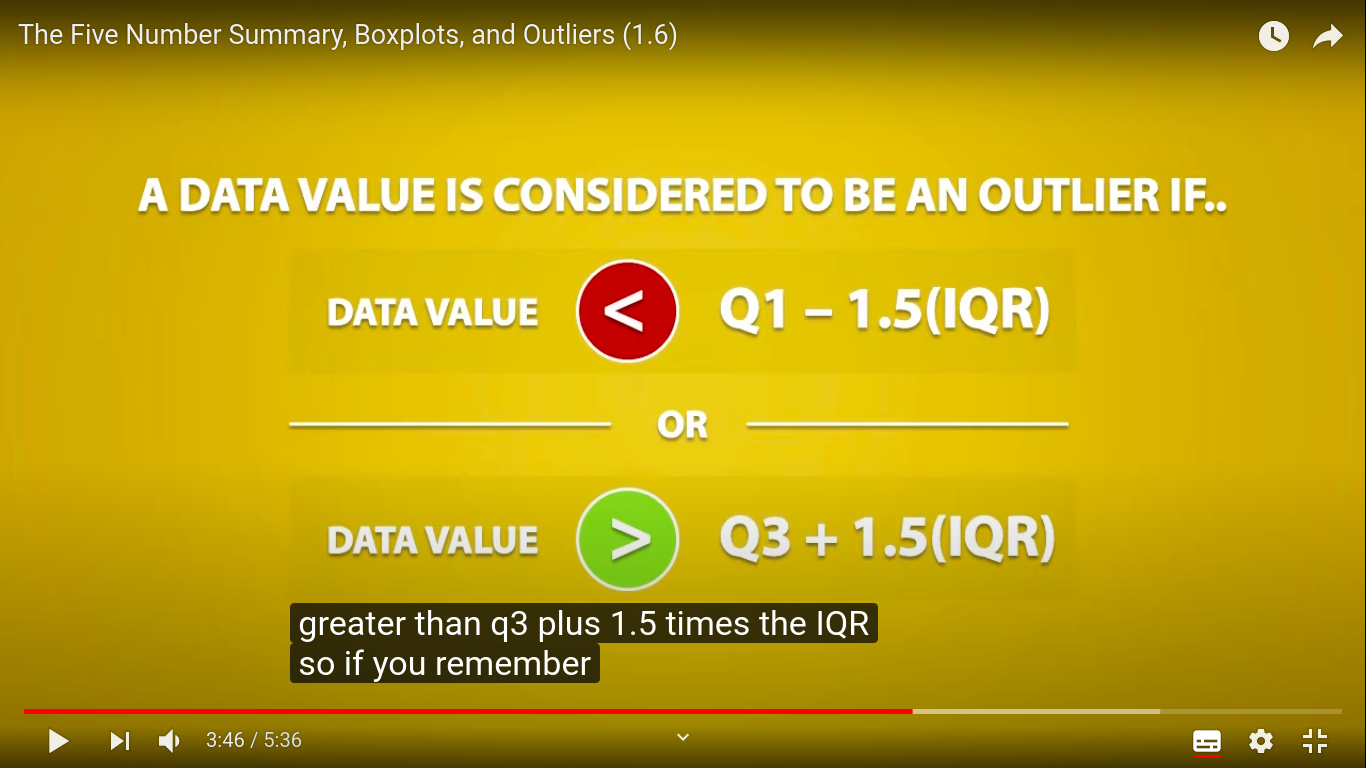 The Five Number Summary, Boxplots, and Outliers (1.6)
A DATA VALUE IS CONSIDERED TO BE AN OUTLIER IF..
DATA VALUE < Q1 – 1.5(IQR)
OR
DATA VALUE > Q3 + 1.5(IQR)
greater than q3 plus 1.5 times the IQR
so if you remember
3:46 / 5:36